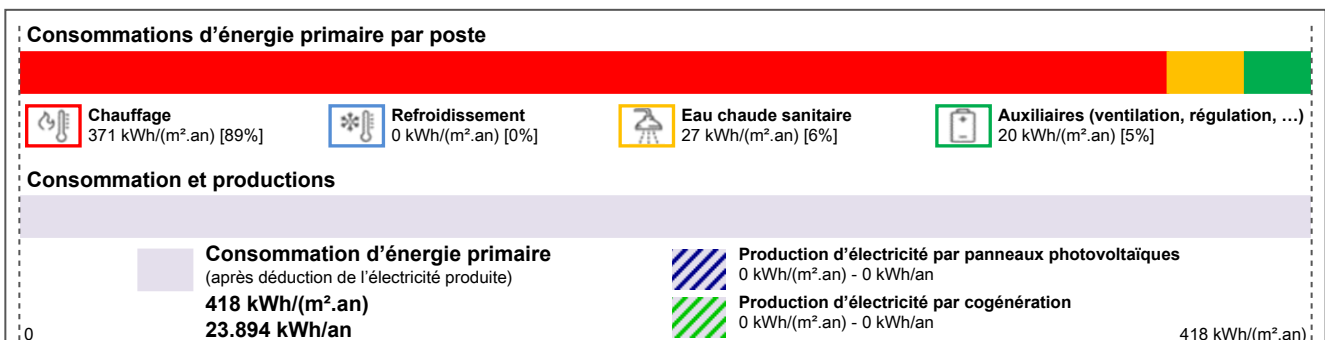 Consommations d'énergie primaire par poste
Chauffage
371 kWh/(m².an) [89%]
Refroidissement
0 kWh/(m².an) [0%]
Eau chaude sanitaire
27 kWh/(m².an) [6%]
Auxiliaires (ventilation, régulation, …)
20 kWh/(m².an) [5%]
Consommation et productions
Consommation d'énergie primaire
(après déduction de l'électricité produite)
418 kWh/(m².an)
23.894 kWh/an
Production d'électricité par panneaux photovoltaïques
0 kWh/(m².an) - 0 kWh/an
Production d'électricité par cogénération
0 kWh/(m².an) - 0 kWh/an
0
418 kWh/(m².an)